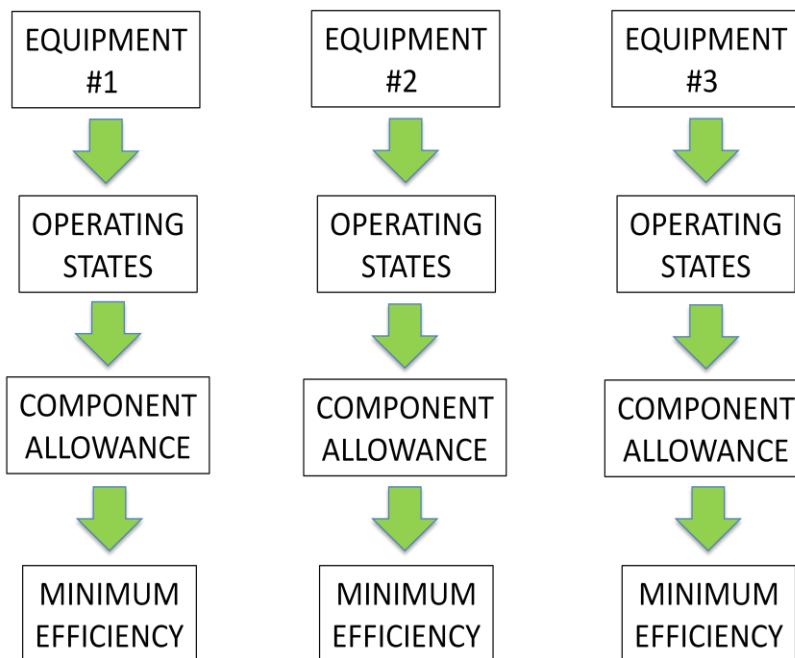 EQUIPMENT
#1
EQUIPMENT
#2
EQUIPMENT
#3
OPERATING
STATES
OPERATING
STATES
OPERATING
STATES
COMPONENT
ALLOWANCE
COMPONENT
ALLOWANCE
COMPONENT
ALLOWANCE
MINIMUM
EFFICIENCY
MINIMUM
EFFICIENCY
MINIMUM
EFFICIENCY